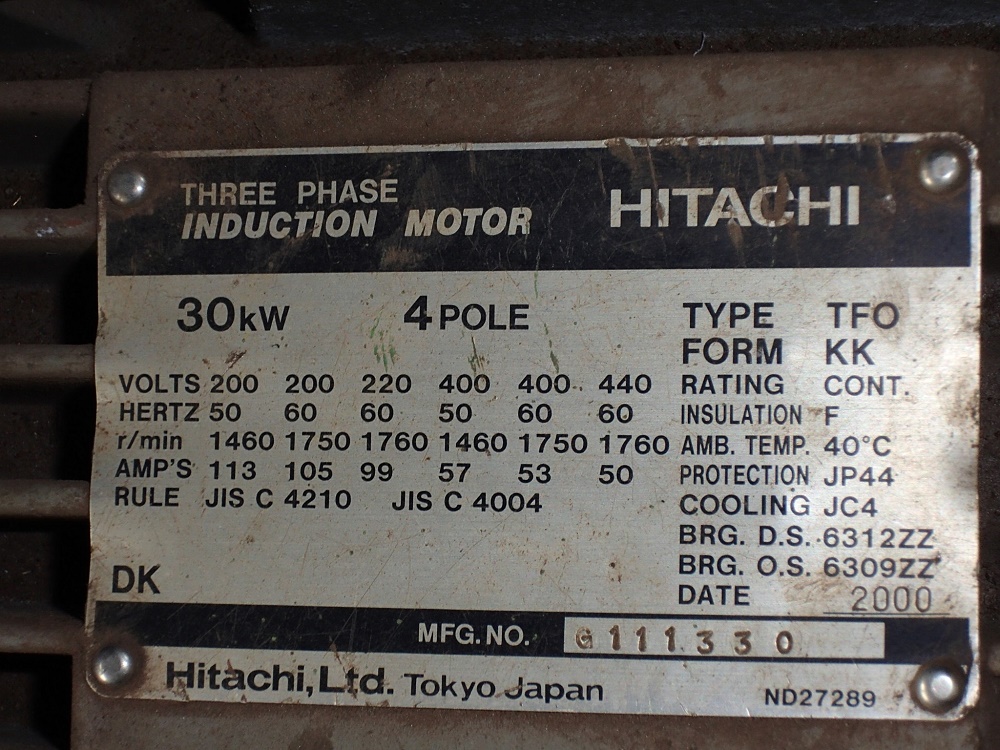 THREE PHASE
INDUCTION MOTOR
HITACHI
30kW 4 POLE
VOLTS 200 200 220 400 400 440
HERTZ 50 60 60 50 60 60
r/min 1460 1750 1760 1460 1750 1760
AMP'S 113 105 99 57 53 50
RULE JIS C 4210 JIS C 4004
DK
TYPE TFO
FORM KK
RATING CONT.
INSULATION F
AMB. TEMP. 40°C
PROTECTION JP44
COOLING JC4
BRG. D.S. 6312ZZ
BRG. O.S. 6309ZZ
DATE 2000
MFG.NO. G111330
Hitachi,Ltd. Tokyo Japan
ND27289